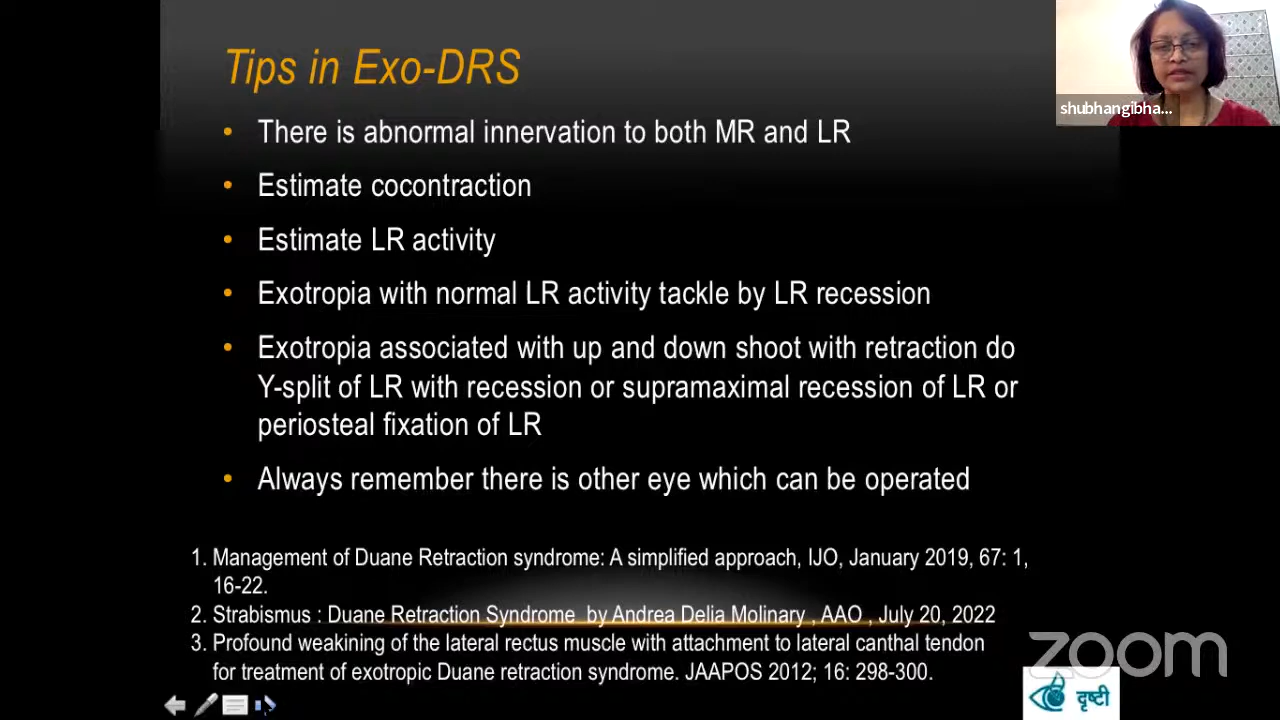 Tips in Exo-DRS
shubhangibha...
• There is abnormal innervation to both MR and LR
• Estimate cocontraction
• Estimate LR activity
• Exotropia with normal LR activity tackle by LR recession
• Exotropia associated with up and down shoot with retraction do
Y-split of LR with recession or supramaximal recession of LR or
periosteal fixation of LR
• Always remember there is other eye which can be operated
1. Management of Duane Retraction syndrome: A simplified approach, IJO, January 2019, 67: 1,
16-22.
2. Strabismus : Duane Retraction Syndrome by Andrea Delia Molinary , AAO , July 20, 2022
3. Profound weakining of the lateral rectus muscle with attachment to lateral canthal tendon
for treatment of exotropic Duane retraction syndrome. JAAPOS 2012; 16: 298-300.
zoom
दृष्टी